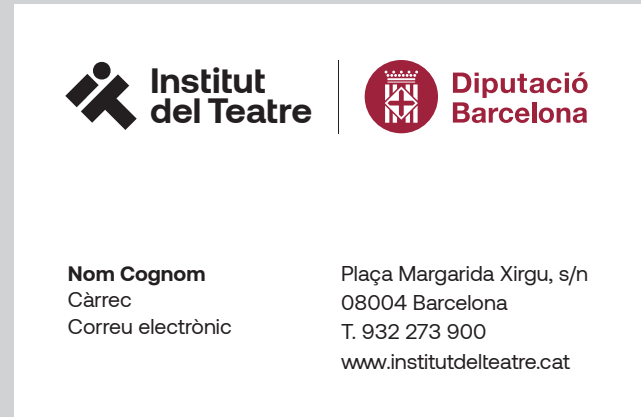 Institut
del Teatre
Diputació
Barcelona
Nom Cognom
Càrrec
Correu electrònic
Plaça Margarida Xirgu, s/n
08004 Barcelona
T. 932 273 900
www.institutdelteatre.cat